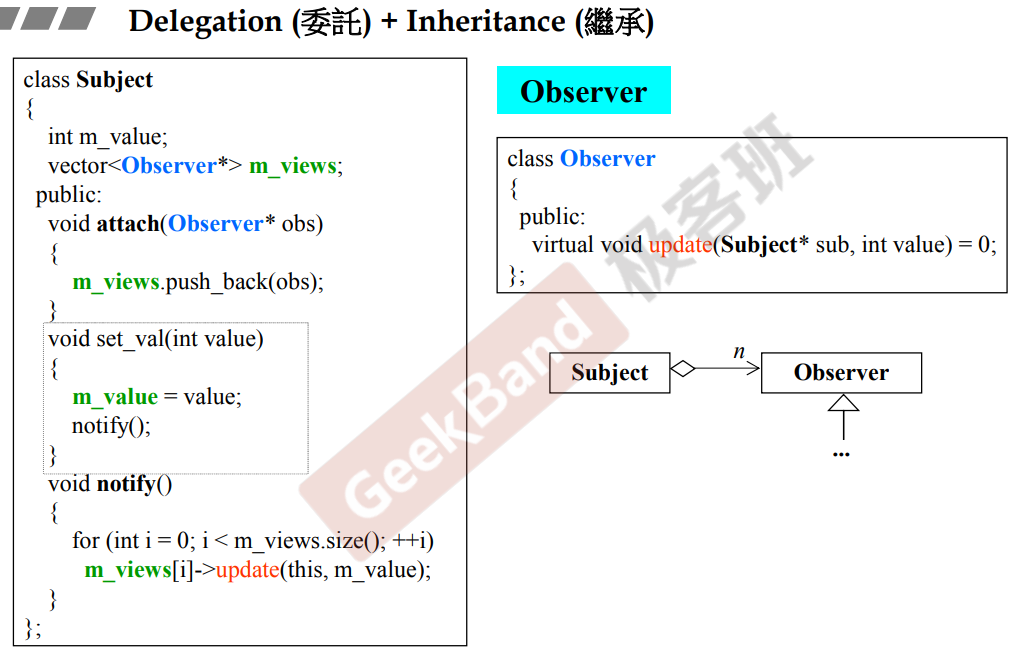 Delegation (委託) + Inheritance (繼承)
class Subject
{
int m_value;
vector<Observer*> m_views;
public:
void attach(Observer* obs)
{
m_views.push_back(obs);
}
void set_val(int value)
{
m_value = value;
notify();
}
void notify()
{
for (int i = 0; i < m_views.size(); ++i)
m_views[i]->update(this, m_value);
}
};
Observer
class Observer
{
public:
virtual void update(Subject* sub, int value) = 0;
};
Subject
n
Observer
...
GeekBand
极客班